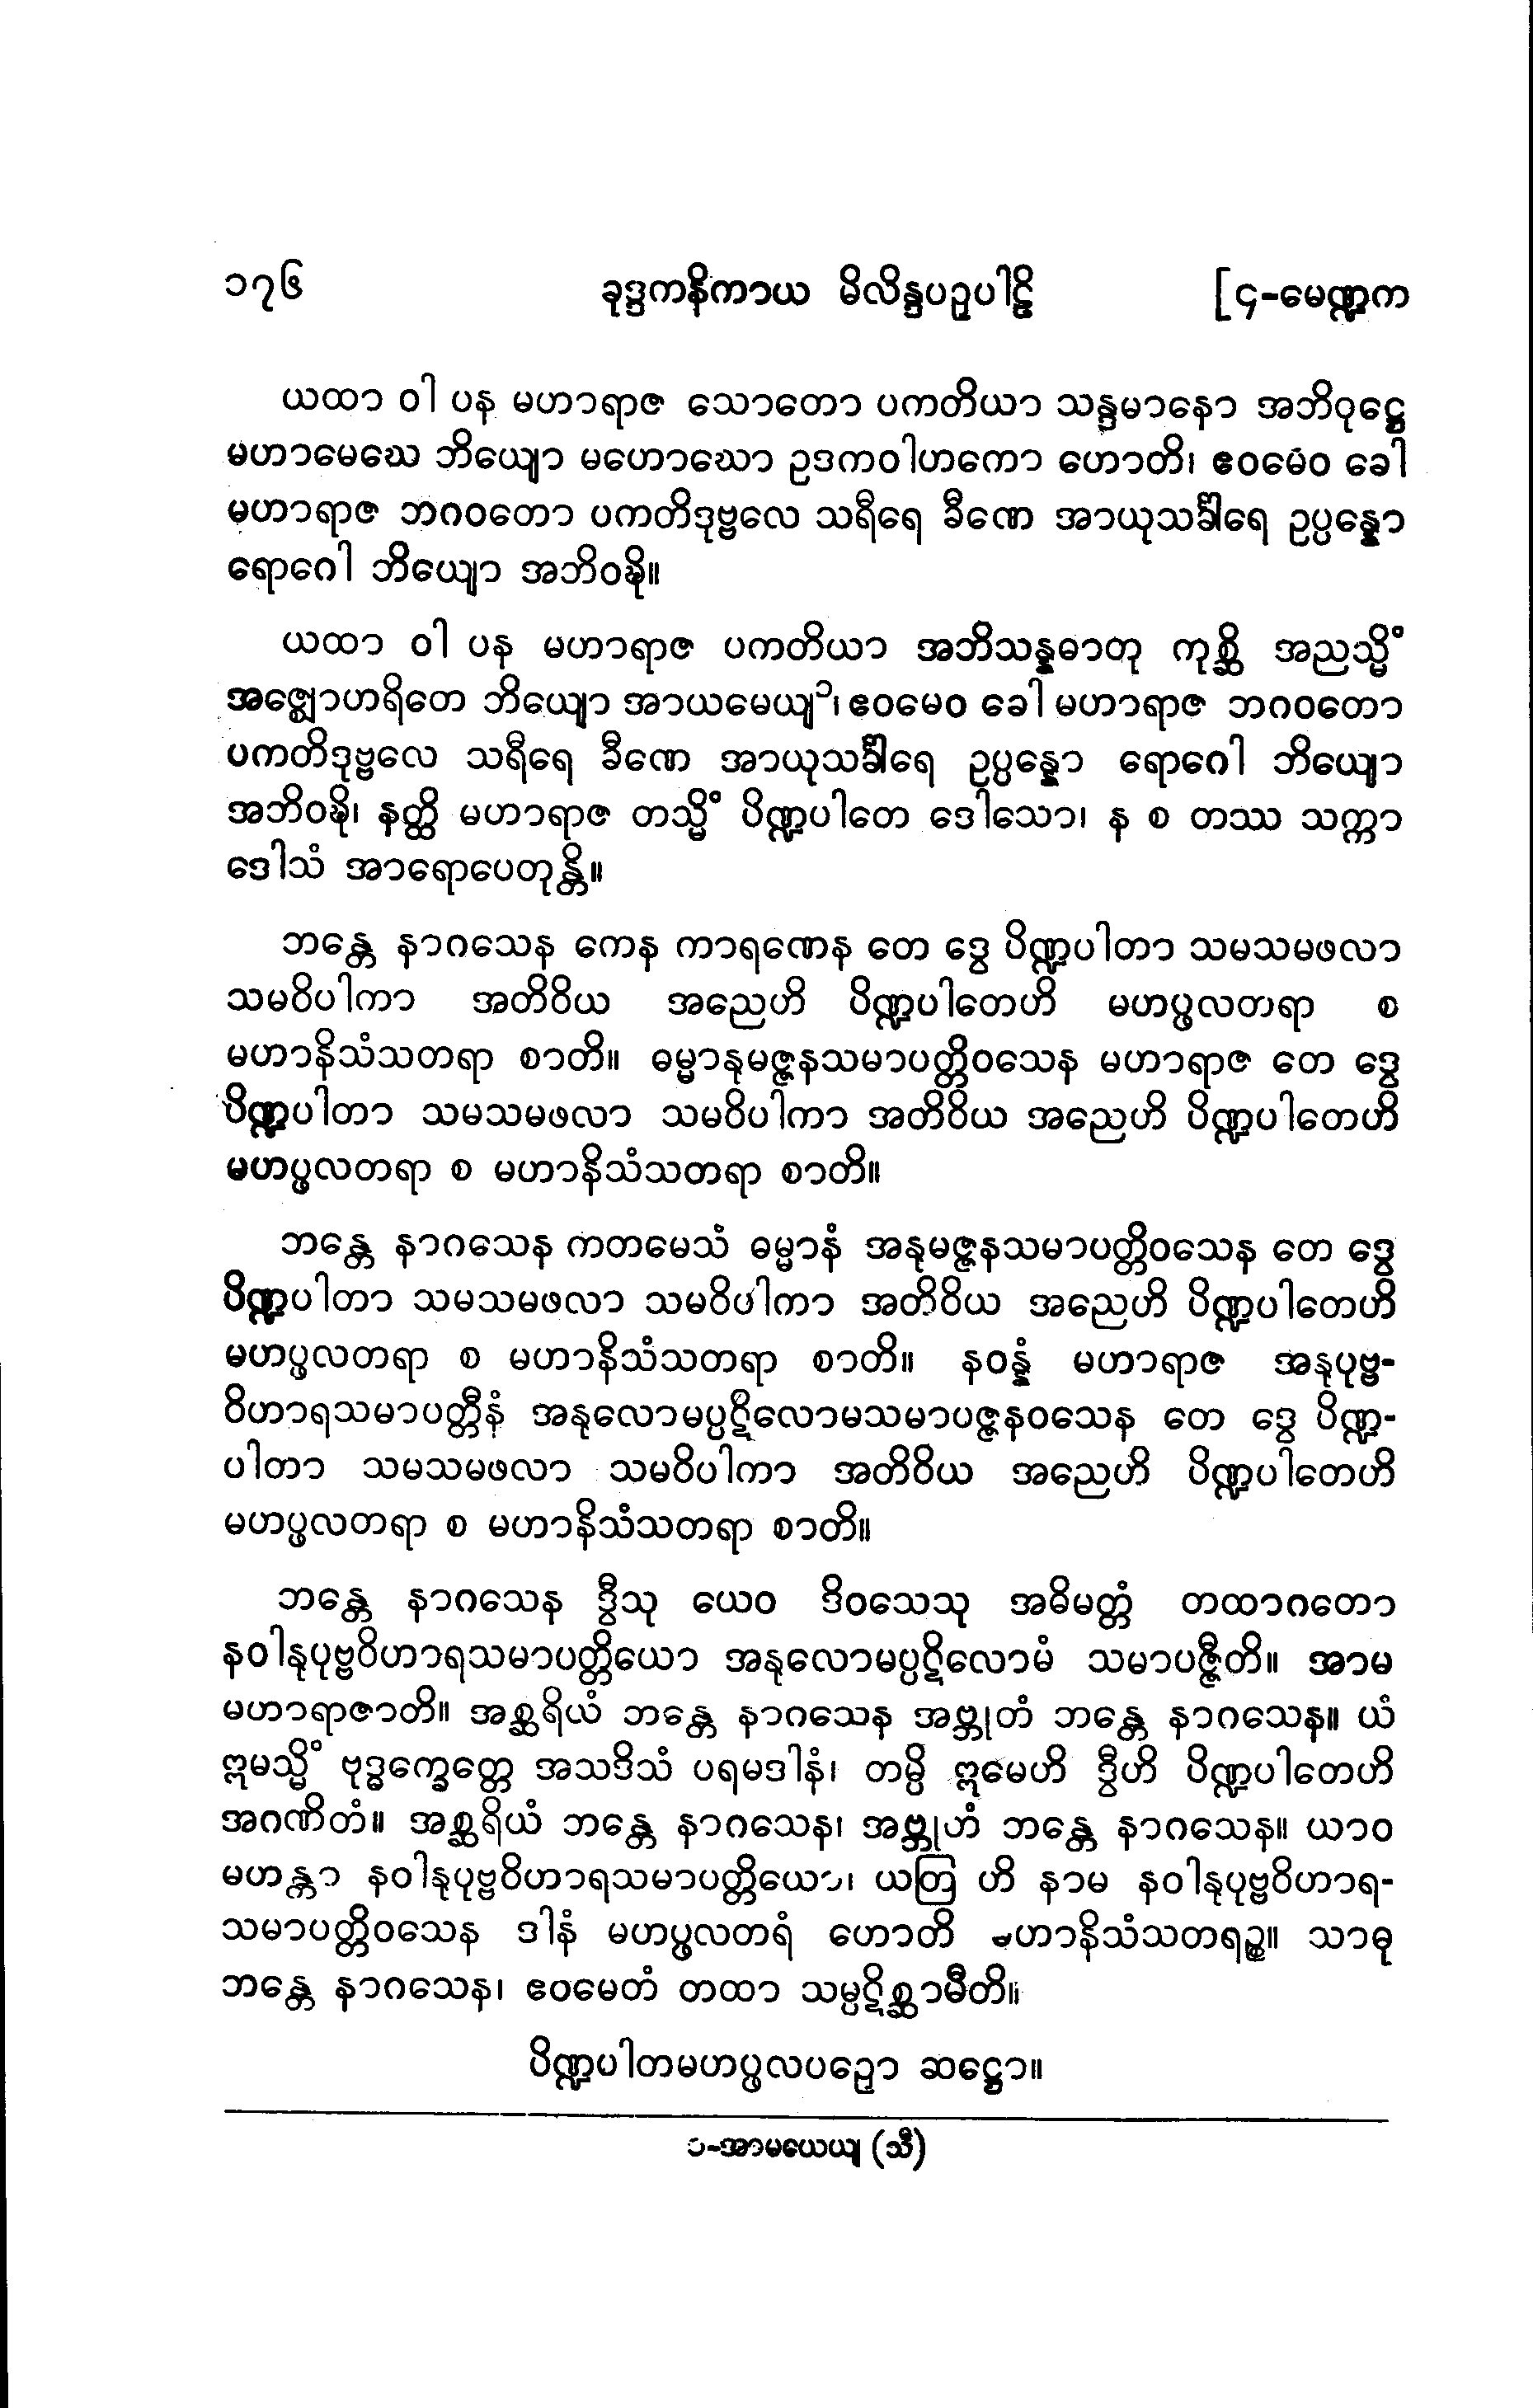 ၁၇၆ ခုဒ္ဒကနိကာယ မိလိန္ဒပဉှပါဠိ [၄-မေဏ္ဍက
ယထာ ဝါ ပန မဟာရာဇ သောတော ပကတိယာ သန္ဒမာနော အဘိဝုဋ္ဌေ
မဟာမေဃေ ဘိယျော မဟောဃော ဥဒကဝါဟကော ဟောတိ၊ ဧဝမေဝ ခေါ
မဟာရာဇ ဘဂဝတော ပကတိဒုဗ္ဗလေ သရီရေ ခီဏေ အာယုသင်္ခါရေ ဥပ္ပန္နော
ရောဂေါ ဘိယျော အဘိဝဍ္ဎိ။
ယထာ ဝါ ပန မဟာရာဇ ပကတိယာ အဘိသန္နဓာတု ကုစ္ဆိ အညသ္မိံ
အဇ္ဈောဟရိတေ ဘိယျော အာယမေယျ၁၊ ဧဝမေဝ ခေါ မဟာရာဇ ဘဂဝတော
ပကတိဒုဗ္ဗလေ သရီရေ ခီဏေ အာယုသင်္ခါရေ ဥပ္ပန္နော ရောဂေါ ဘိယျော
အဘိဝဍ္ဎိ၊ နတ္ထိ မဟာရာဇ တသ္မိံ ပိဏ္ဍပါတေ ဒေါသော၊ န စ တဿ သက္ကာ
ဒေါသံ အာရောပေတုန္တိ။
ဘန္တေ နာဂသေန ကေန ကာရဏေန တေ ဒွေ ပိဏ္ဍပါတာ သမသမဖလာ
သမဝိပါကာ အတိဝိယ အညေဟိ ပိဏ္ဍပါတေဟိ မဟပ္ဖလတရာ စ
မဟာနိသံသတရာ စာတိ။ ဓမ္မာနုမဇ္ဇနသမာပတ္တိဝသေန မဟာရာဇ တေ ဒွေ
ပိဏ္ဍပါတာ သမသမဖလာ သမဝိပါကာ အတိဝိယ အညေဟိ ပိဏ္ဍပါတေဟိ
မဟပ္ဖလတရာ စ မဟာနိသံသတရာ စာတိ။
ဘန္တေ နာဂသေန ကတမေသံ ဓမ္မာနံ အနုမဇ္ဇနသမာပတ္တိဝသေန တေ ဒွေ
ပိဏ္ဍပါတာ သမသမဖလာ သမဝိပါကာ အတိဝိယ အညေဟိ ပိဏ္ဍပါတေဟိ
မဟပ္ဖလတရာ စ မဟာနိသံသတရာ စာတိ။ နဝန္နံ မဟာရာဇ အနုပုဗ္ဗ-
ဝိဟာရသမာပတ္တီနံ အနုလောမပ္ပဋိလောမသမာပဇ္ဇနဝသေန တေ ဒွေ ပိဏ္ဍ-
ပါတာ သမသမဖလာ သမဝိပါကာ အတိဝိယ အညေဟိ ပိဏ္ဍပါတေဟိ
မဟပ္ဖလတရာ စ မဟာနိသံသတရာ စာတိ။
ဘန္တေ နာဂသေန ဒွီသု ယေဝ ဒိဝသေသု အဓိမတ္တံ တထာဂတော
နဝါနုပုဗ္ဗဝိဟာရသမာပတ္တိယော အနုလောမပ္ပဋိလောမံ သမာပဇ္ဇီတိ။ အာမ
မဟာရာဇာတိ။ အစ္ဆရိယံ ဘန္တေ နာဂသေန အဗ္ဘုတံ ဘန္တေ နာဂသေန။ ယံ
ဣမသ္မိံ ဗုဒ္ဓက္ခေတ္တေ အသဒိသံ ပရမဒါနံ၊ တမ္ပိ ဣမေဟိ ဒွီဟိ ပိဏ္ဍပါတေဟိ
အဂဏိတံ။ အစ္ဆရိယံ ဘန္တေ နာဂသေန၊ အဗ္ဘုတံ ဘန္တေ နာဂသေန။ ယာဝ
မဟန္တာ နဝါနုပုဗ္ဗဝိဟာရသမာပတ္တိယော၊ ယတြ ဟိ နာမ နဝါနုပုဗ္ဗဝိဟာရ-
သမာပတ္တိဝသေန ဒါနံ မဟပ္ဖလတရံ ဟောတိ မဟာနိသံသတရဉ္စ။ သာဓု
ဘန္တေ နာဂသေန၊ ဧဝမေတံ တထာ သမ္ပဋိစ္ဆာမီတိ။
ပိဏ္ဍပါတမဟပ္ဖလပဉှော ဆဋ္ဌော။
၁-အာမယေယျ (သီ)